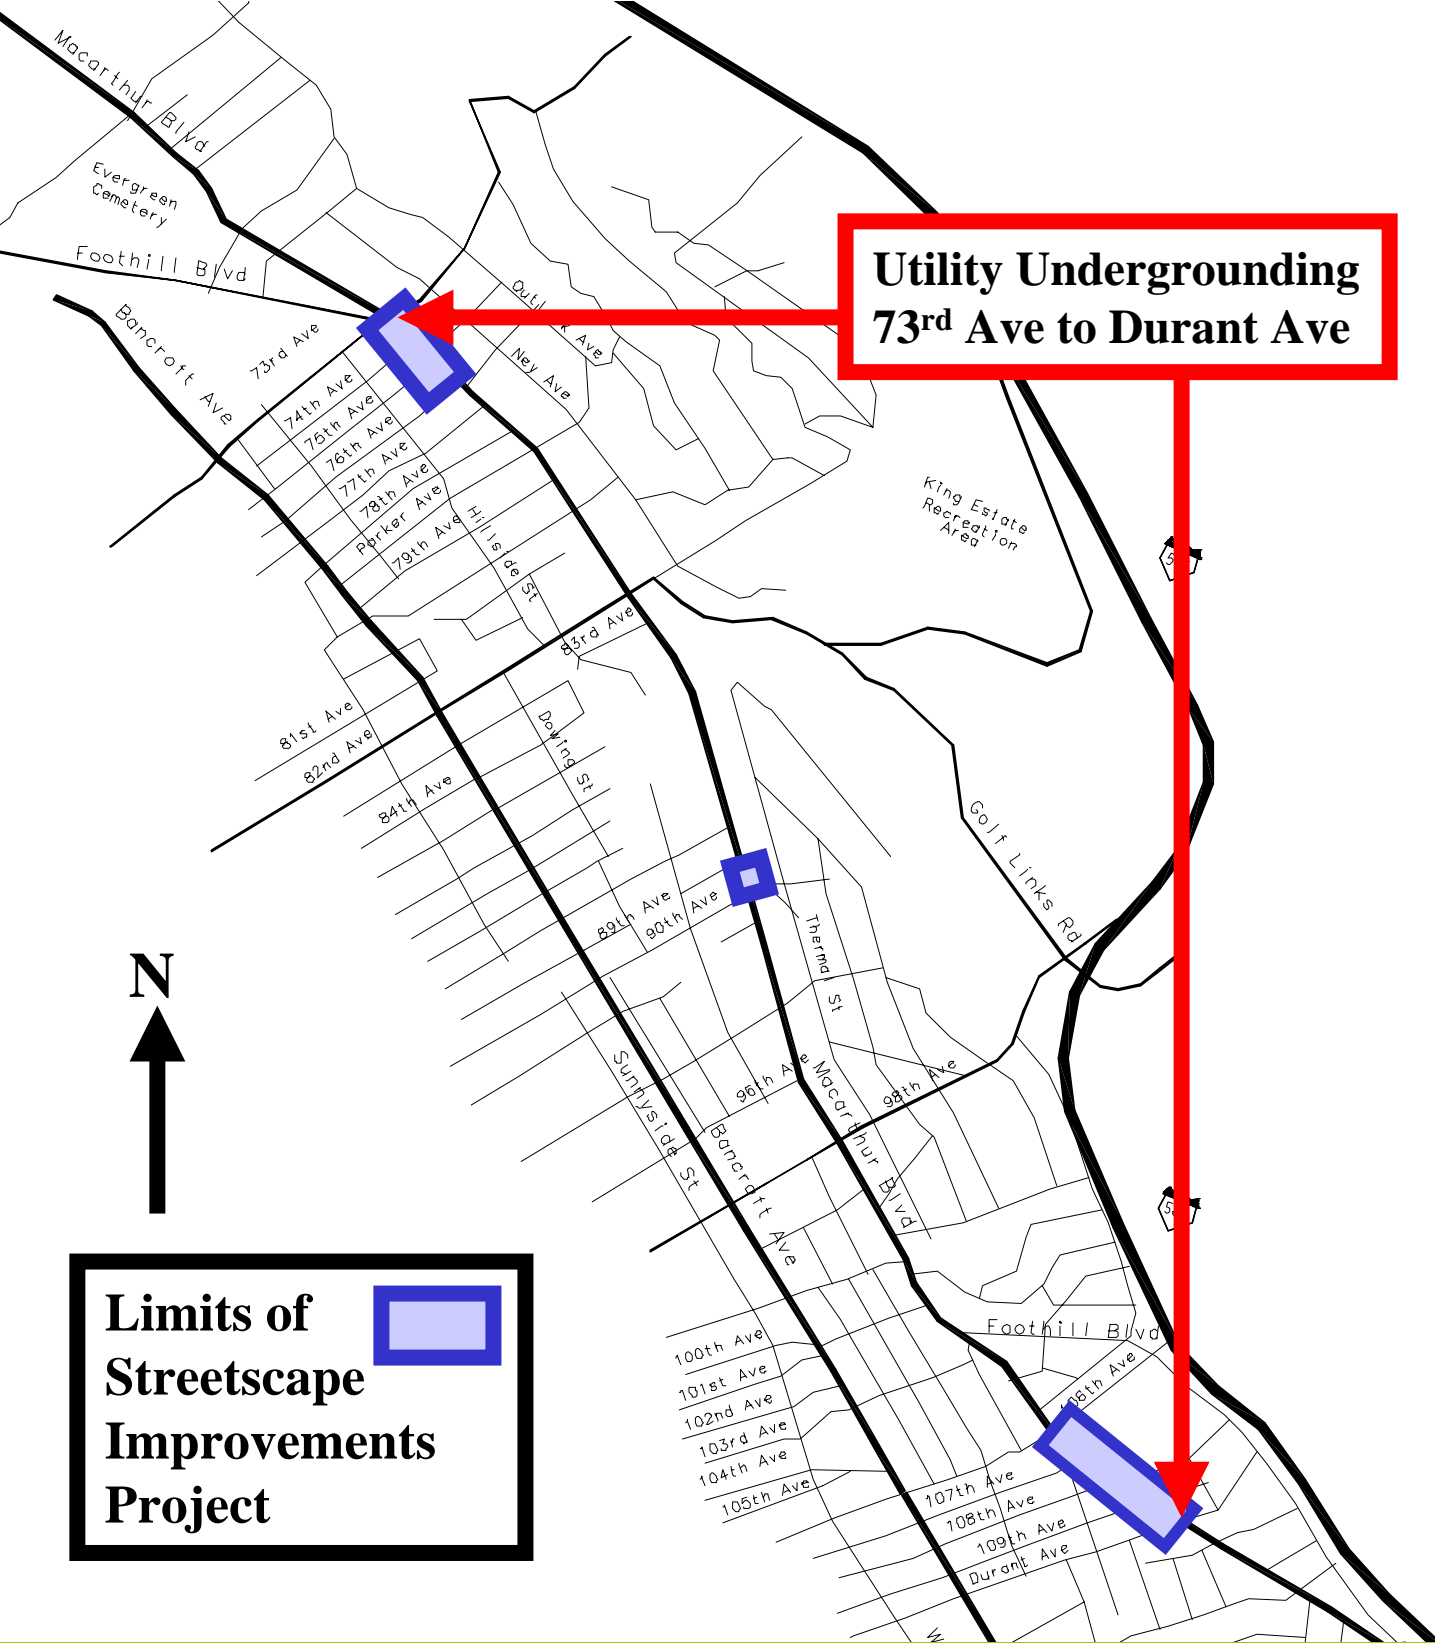 Macarthur Blvd
Evergreen
Cemetery
Foothill Blvd
Bancroft Ave
73rd Ave
Utility Undergrounding
73rd Ave to Durant Ave
Ave
Ney Ave
74th Ave
75th Ave
76th Ave
77th Ave
78th Ave
Parker Ave
79th Ave
Hillside St
King Estate
Recreation
Area
83rd Ave
81st Ave
82nd Ave
84th Ave
Dowing St
Golf Links Rd
89th Ave
90th Ave
Thermal St
N
Sunnyside St
96th Ave
Macarthur Blvd
98th Ave
Bancroft Ave
Limits of
Streetscape
Improvements
Project
Foothill Blvd
100th Ave
101st Ave
102nd Ave
103rd Ave
104th Ave
105th Ave
106th Ave
107th Ave
108th Ave
109th Ave
Durant Ave
W